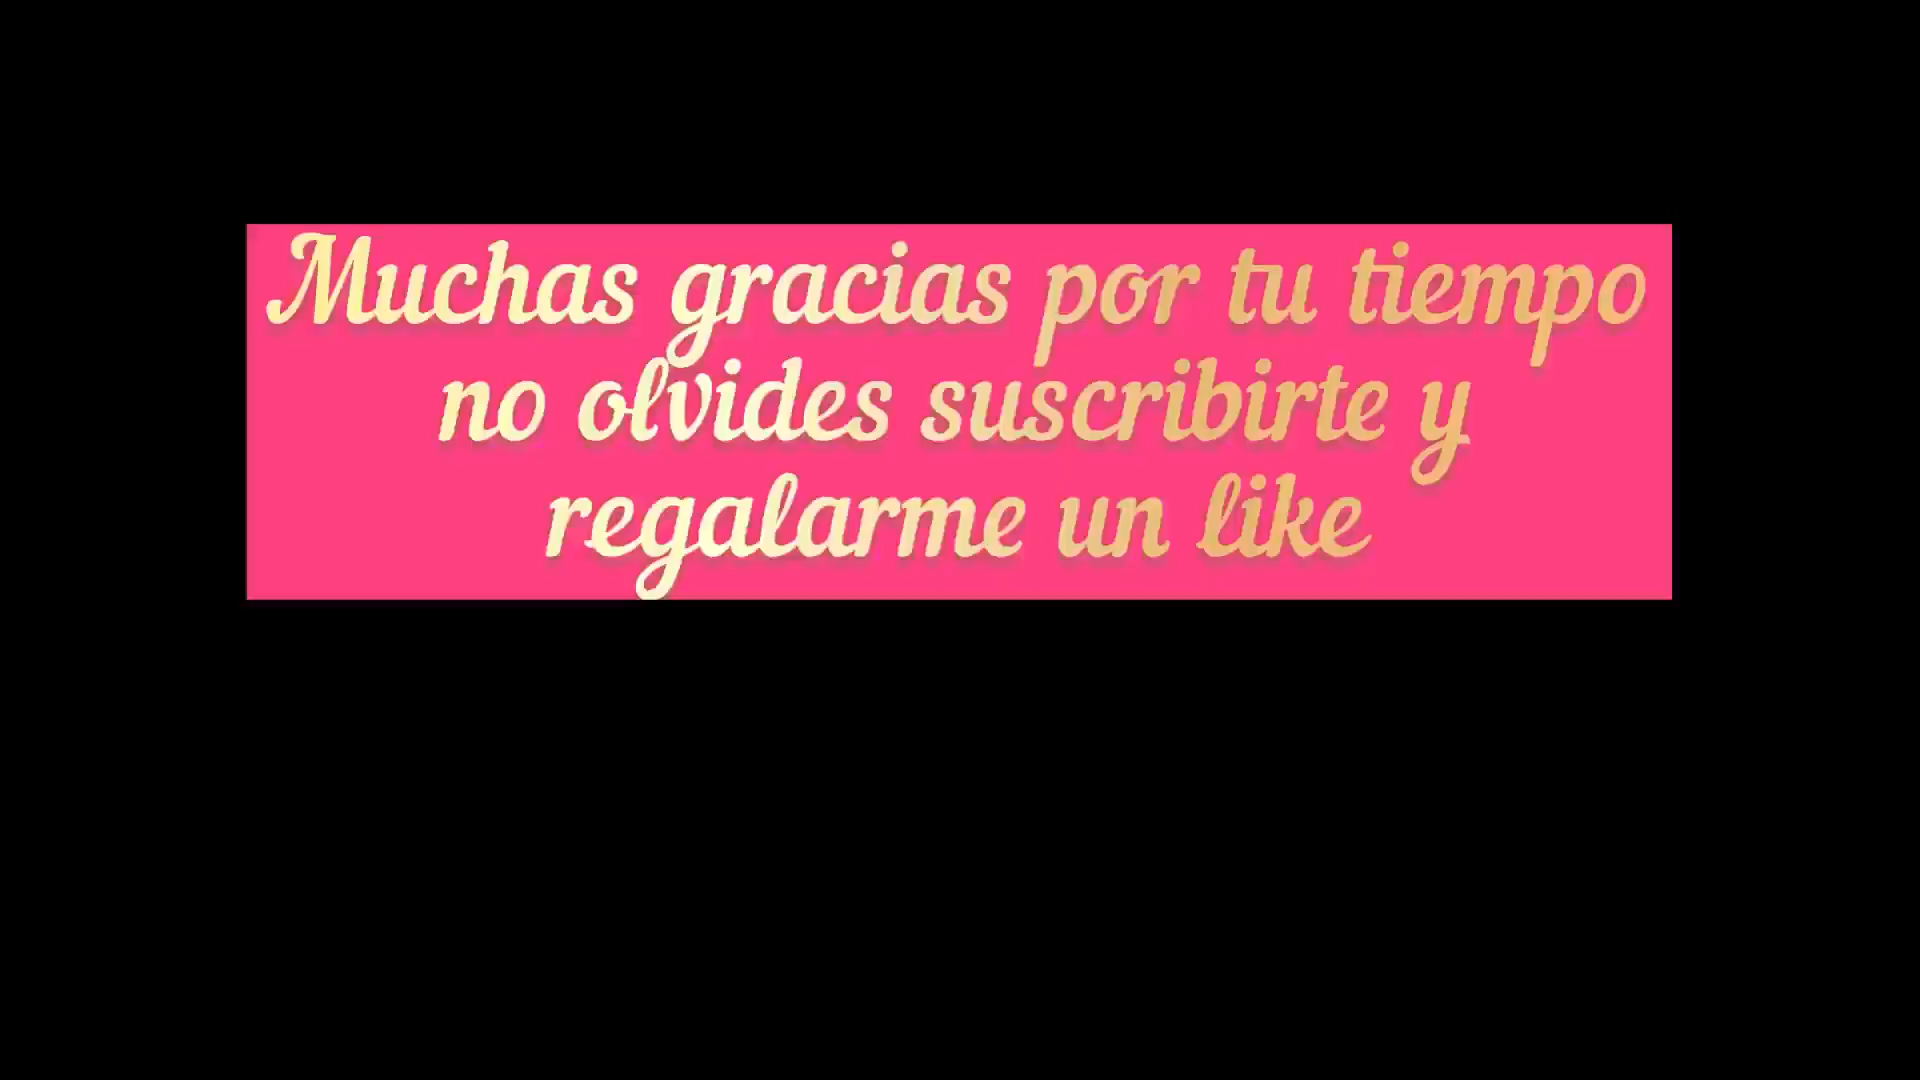 Muchas gracias por tu tiempo
no olvides suscribirte y
regalarme un like